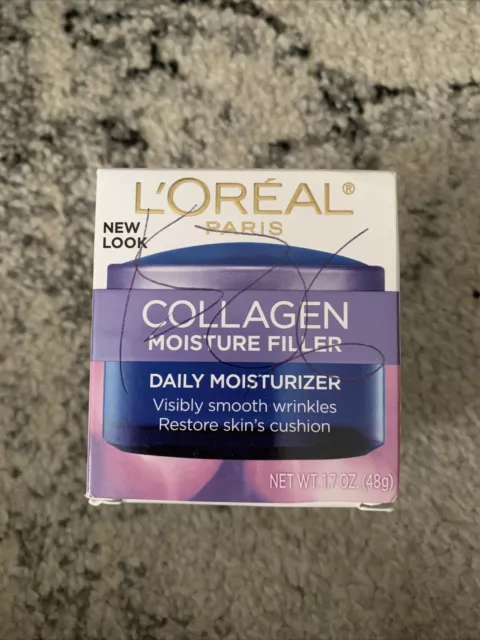 L'ORÉAL®
PARIS
NEW
LOOK
COLLAGEN
MOISTURE FILLER
DAILY MOISTURIZER
Visibly smooth wrinkles
Restore skin's cushion
NET WT. 1.7 OZ. (48g)